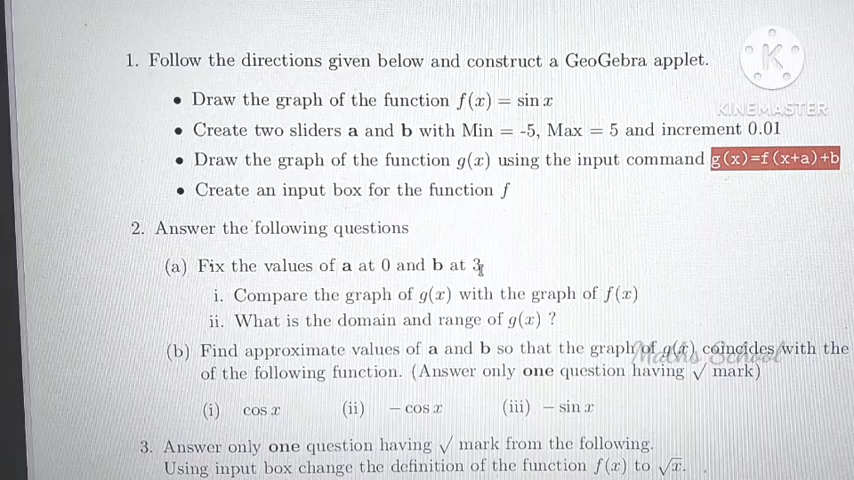 KINEMASTER
1. Follow the directions given below and construct a GeoGebra applet.
• Draw the graph of the function f(x) = sin x
• Create two sliders a and b with Min = -5, Max = 5 and increment 0.01
• Draw the graph of the function g(x) using the input command g(x)=f(x+a)+b
• Create an input box for the function f
2. Answer the following questions
(a) Fix the values of a at 0 and b at 3
i. Compare the graph of g(x) with the graph of f(x)
ii. What is the domain and range of g(x) ?
(b) Find approximate values of a and b so that the graph of g(x) coincides with the
Maths School
of the following function. (Answer only one question having √ mark)
(i) cos x (ii) − cos x (iii) − sin x
3. Answer only one question having √ mark from the following.
Using input box change the definition of the function f(x) to √x.